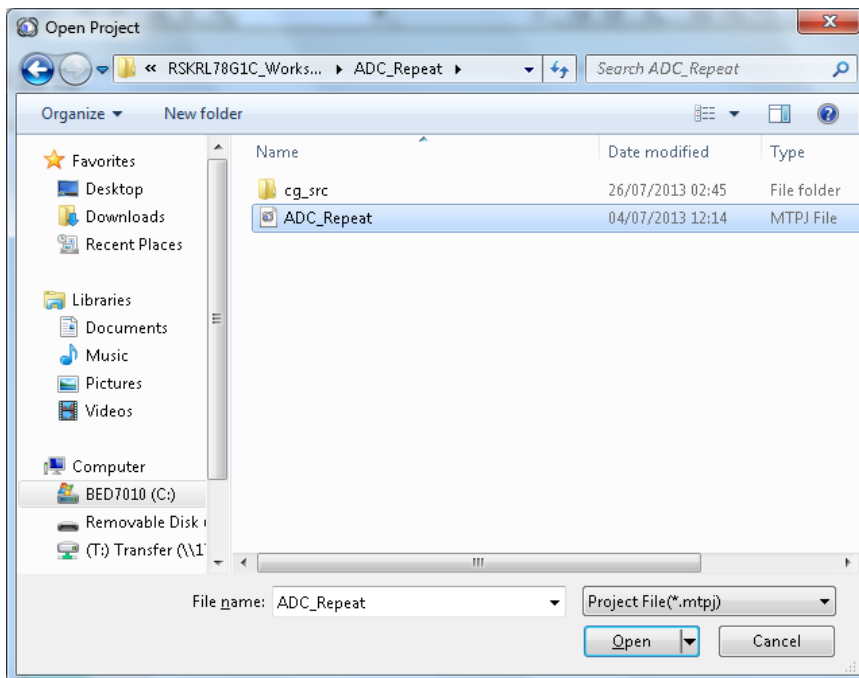 Open Project
« RSKRL78G1C_Works... ▸ ADC_Repeat ▸ Search ADC_Repeat
Organize New folder
Name Date modified Type
Favorites
Desktop
Downloads
Recent Places
Libraries
Documents
Music
Pictures
Videos
Computer
BED7010 (C:)
Removable Disk
(T:) Transfer (\\1
cg_src 26/07/2013 02:45 File folder
ADC_Repeat 04/07/2013 12:14 MTPJ File
File name: ADC_Repeat Project File(*.mtpj)
Open Cancel